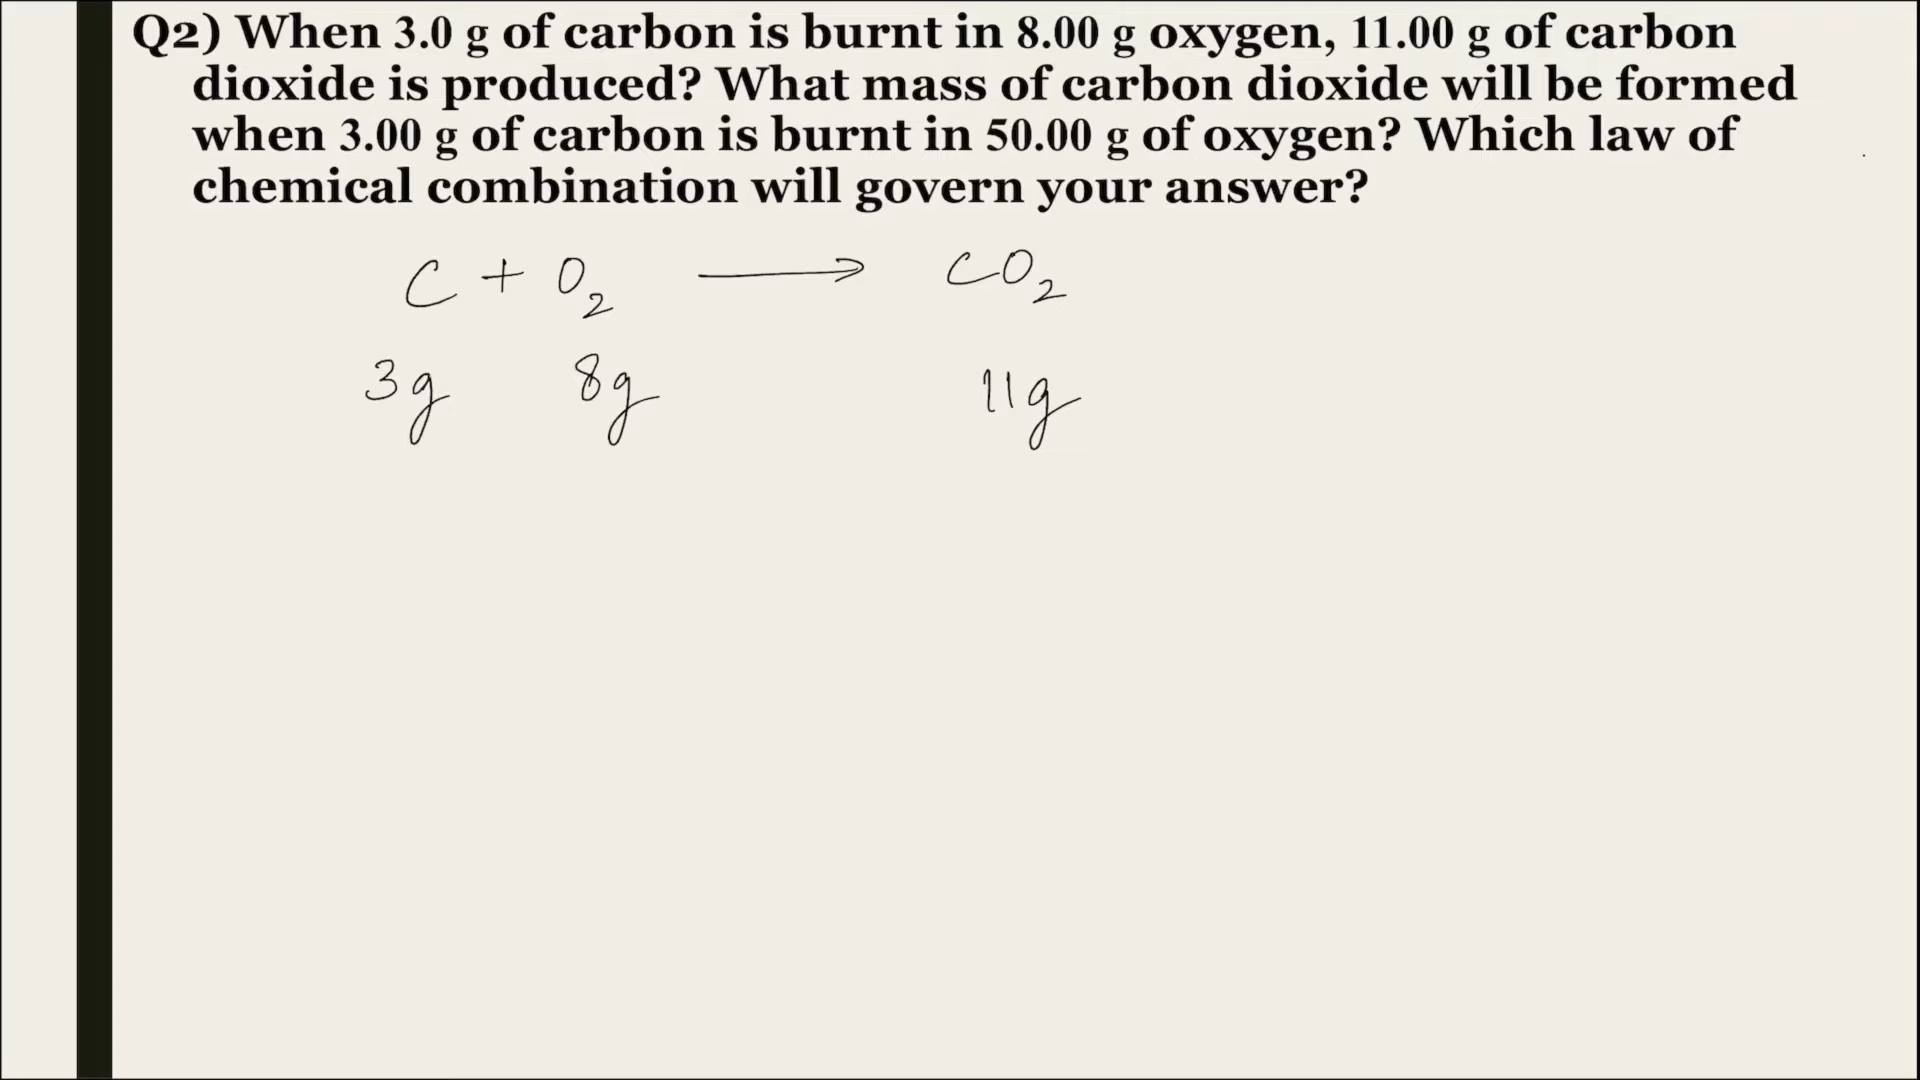 Q2) When 3.0 g of carbon is burnt in 8.00 g oxygen, 11.00 g of carbon
dioxide is produced? What mass of carbon dioxide will be formed
when 3.00 g of carbon is burnt in 50.00 g of oxygen? Which law of
chemical combination will govern your answer?
C + O₂ ⟶ CO₂
3g 8g 11g